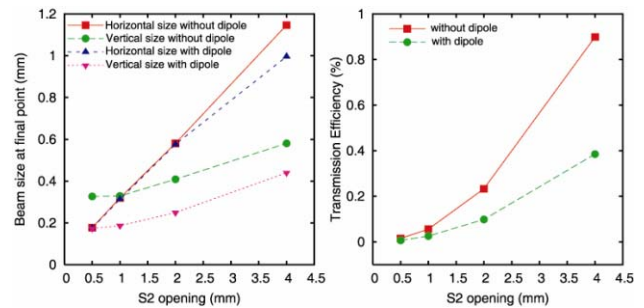 1.2
1
0.8
0.6
0.4
0.2
0
Beam size at final point (mm)
Horizontal size without dipole
Vertical size without dipole
Horizontal size with dipole
Vertical size with dipole
0 0.5 1 1.5 2 2.5 3 3.5 4 4.5
S2 opening (mm)
1
0.8
0.6
0.4
0.2
0
Transmission Efficiency (%)
without dipole
with dipole
0 0.5 1 1.5 2 2.5 3 3.5 4 4.5
S2 opening (mm)